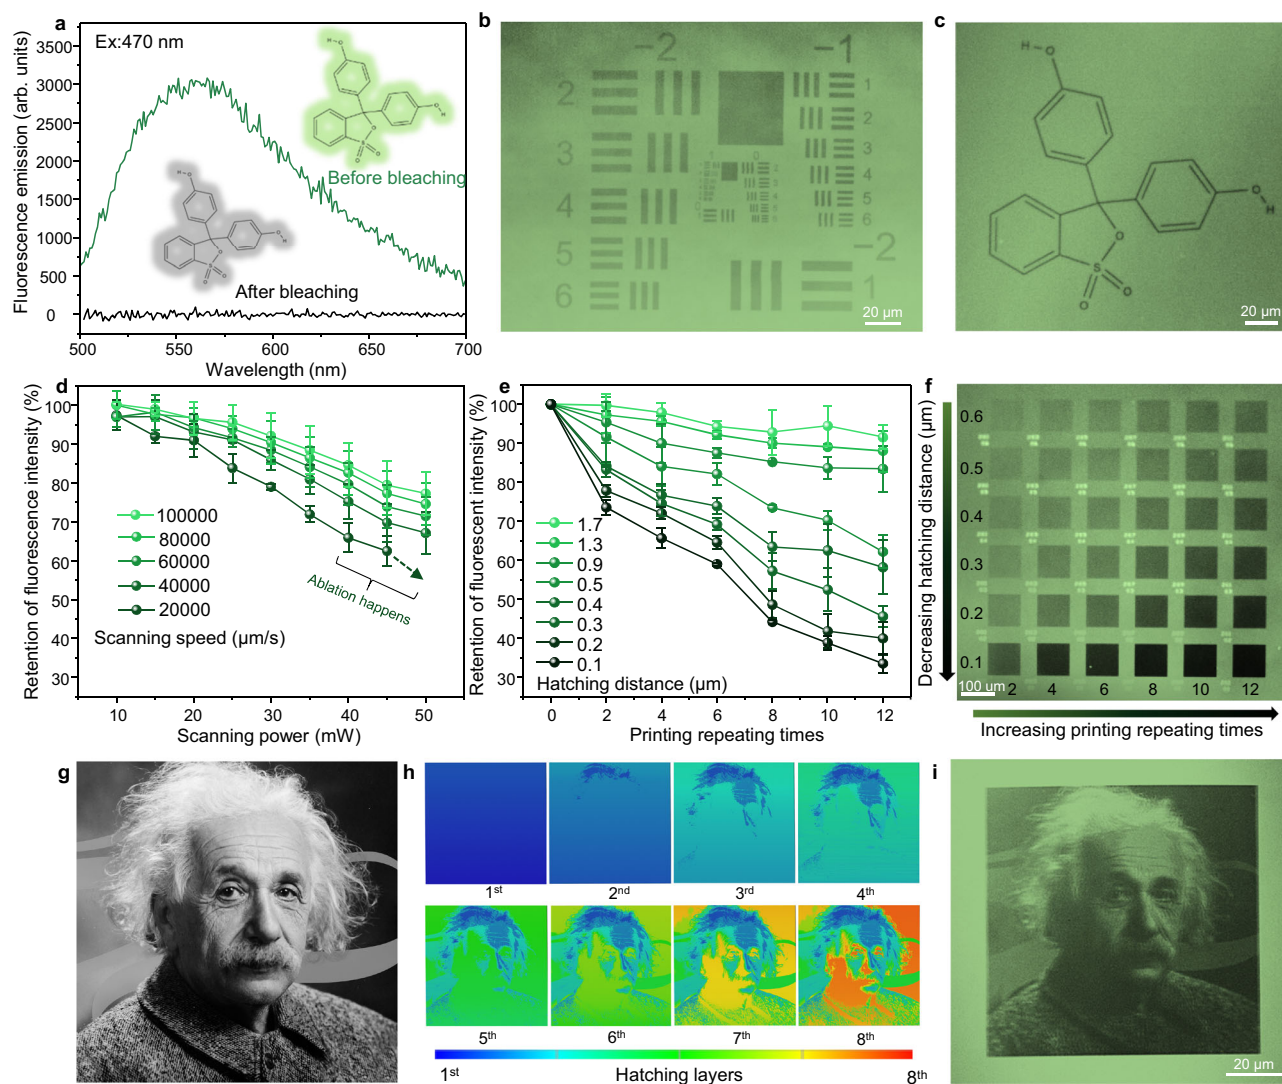 a
Ex:470 nm
Fluorescence emission (arb. units)
3500
3000
2500
2000
1500
1000
500
0
Before bleaching
After bleaching
500 550 600 650 700
Wavelength (nm)
b
−2 −1
2
3
4
5
6
1
2
3
4
5
6
0
−2
1
20 µm
c
H O
O H
O
S
O O
20 µm
d
Retention of fluorescence intensity (%)
100
90
80
70
60
50
40
30
100000
80000
60000
40000
20000
Scanning speed (µm/s)
Ablation happens
10 15 20 25 30 35 40 45 50
Scanning power (mW)
e
Retention of fluorescent intensity (%)
100
90
80
70
60
50
40
30
1.7
1.3
0.9
0.5
0.4
0.3
0.2
0.1
Hatching distance (µm)
0 2 4 6 8 10 12
Printing repeating times
f
Decreasing hatching distance (µm)
0.6
0.5
0.4
0.3
0.2
0.1
100 um
2 4 6 8 10 12
Increasing printing repeating times
g
h
1st 2nd 3rd 4th
5th 6th 7th 8th
1st Hatching layers 8th
i
20 µm